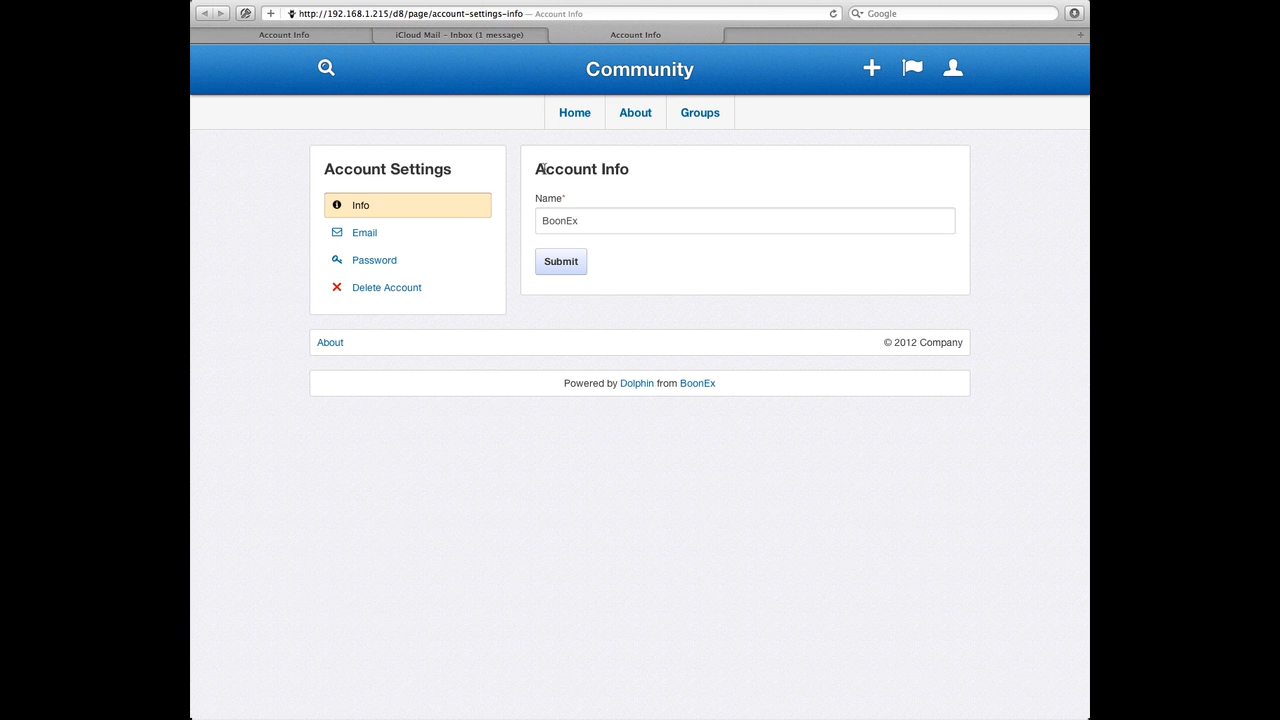 http://192.168.1.215/d8/page/account-settings-info — Account Info
Google
Account Info
iCloud Mail – Inbox (1 message)
Account Info
Community
Home
About
Groups
Account Settings
Info
Email
Password
Delete Account
Account Info
Name*
BoonEx
Submit
About
© 2012 Company
Powered by Dolphin from BoonEx